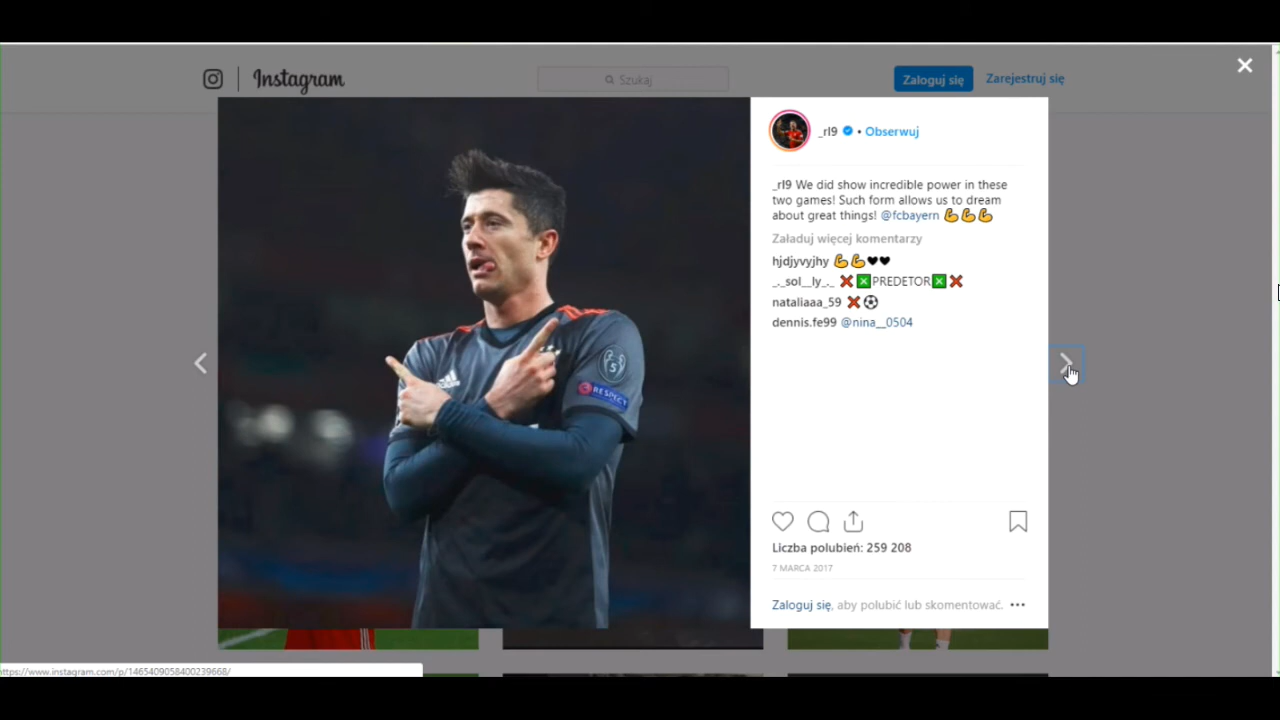 Instagram
Szukaj
Zaloguj się
Zarejestruj się
_rl9 • Obserwuj
_rl9 We did show incredible power in these
two games! Such form allows us to dream
about great things! @fcbayern 💪💪💪
Załaduj więcej komentarzy
hjdjyvyjhy 💪💪🖤🖤
_._sol__ly_._ ❌❎PREDETOR❎❌
nataliaaa_59 ❌⚽
dennis.fe99 @nina__0504
5
RESPECT
Liczba polubień: 259 208
7 MARCA 2017
Zaloguj się, aby polubić lub skomentować.
https://www.instagram.com/p/1465409058400239668/